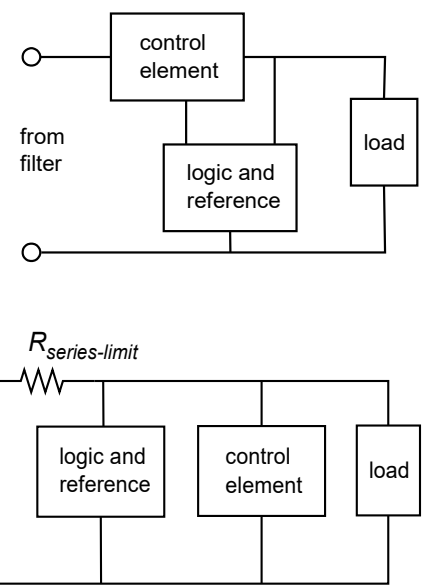 control
element
from
filter
logic and
reference
load
R series-limit
logic and
reference
control
element
load